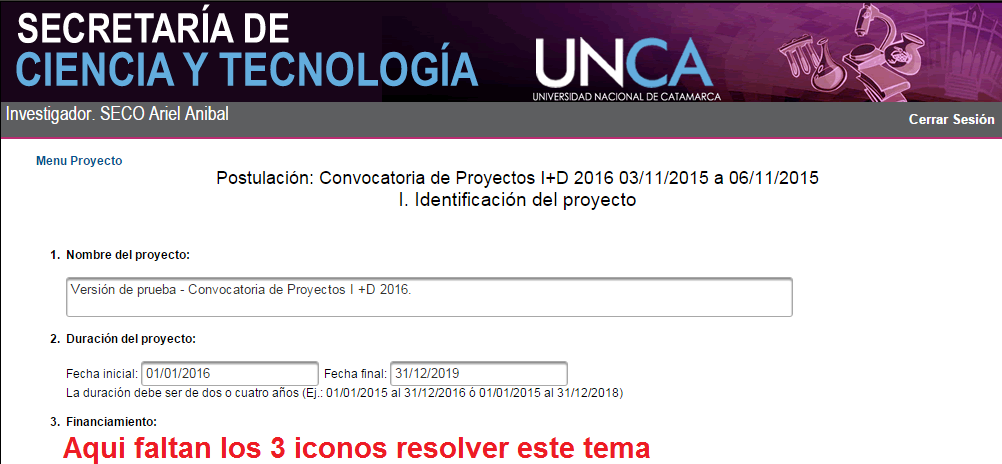 SECRETARÍA DE
CIENCIA Y TECNOLOGÍA
UNCA
UNIVERSIDAD NACIONAL DE CATAMARCA
Investigador. SECO Ariel Anibal
Cerrar Sesión
Menu Proyecto
Postulación: Convocatoria de Proyectos I+D 2016 03/11/2015 a 06/11/2015
I. Identificación del proyecto
1. Nombre del proyecto:
Versión de prueba - Convocatoria de Proyectos I +D 2016.
2. Duración del proyecto:
Fecha inicial: 01/01/2016 Fecha final: 31/12/2019
La duración debe ser de dos o cuatro años (Ej.: 01/01/2015 al 31/12/2016 ó 01/01/2015 al 31/12/2018)
3. Financiamiento:
Aqui faltan los 3 iconos resolver este tema